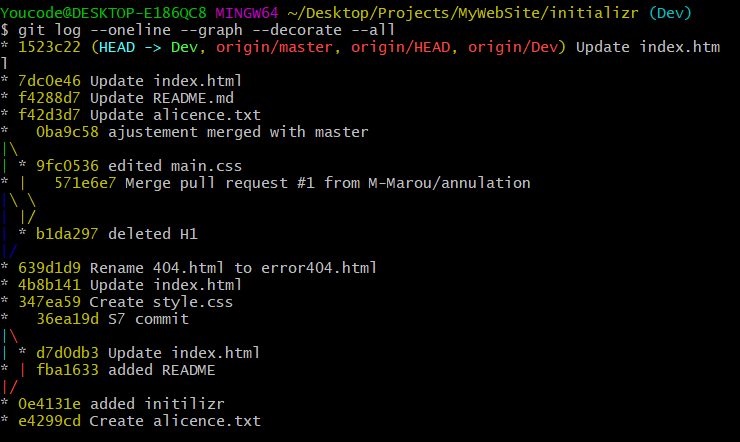 Youcode@DESKTOP-E186QC8 MINGW64 ~/Desktop/Projects/MyWebSite/initializr (Dev)
$ git log --oneline --graph --decorate --all
* 1523c22 (HEAD -> Dev, origin/master, origin/HEAD, origin/Dev) Update index.htm
l
* 7dc0e46 Update index.html
* f4288d7 Update README.md
* f42d3d7 Update alicence.txt
*   0ba9c58 ajustement merged with master
|\
| * 9fc0536 edited main.css
* |   571e6e7 Merge pull request #1 from M-Marou/annulation
|\ \
| |/
| * b1da297 deleted H1
|/
* 639d1d9 Rename 404.html to error404.html
* 4b8b141 Update index.html
* 347ea59 Create style.css
*   36ea19d S7 commit
|\
| * d7d0db3 Update index.html
* | fba1633 added README
|/
* 0e4131e added initilizr
* e4299cd Create alicence.txt